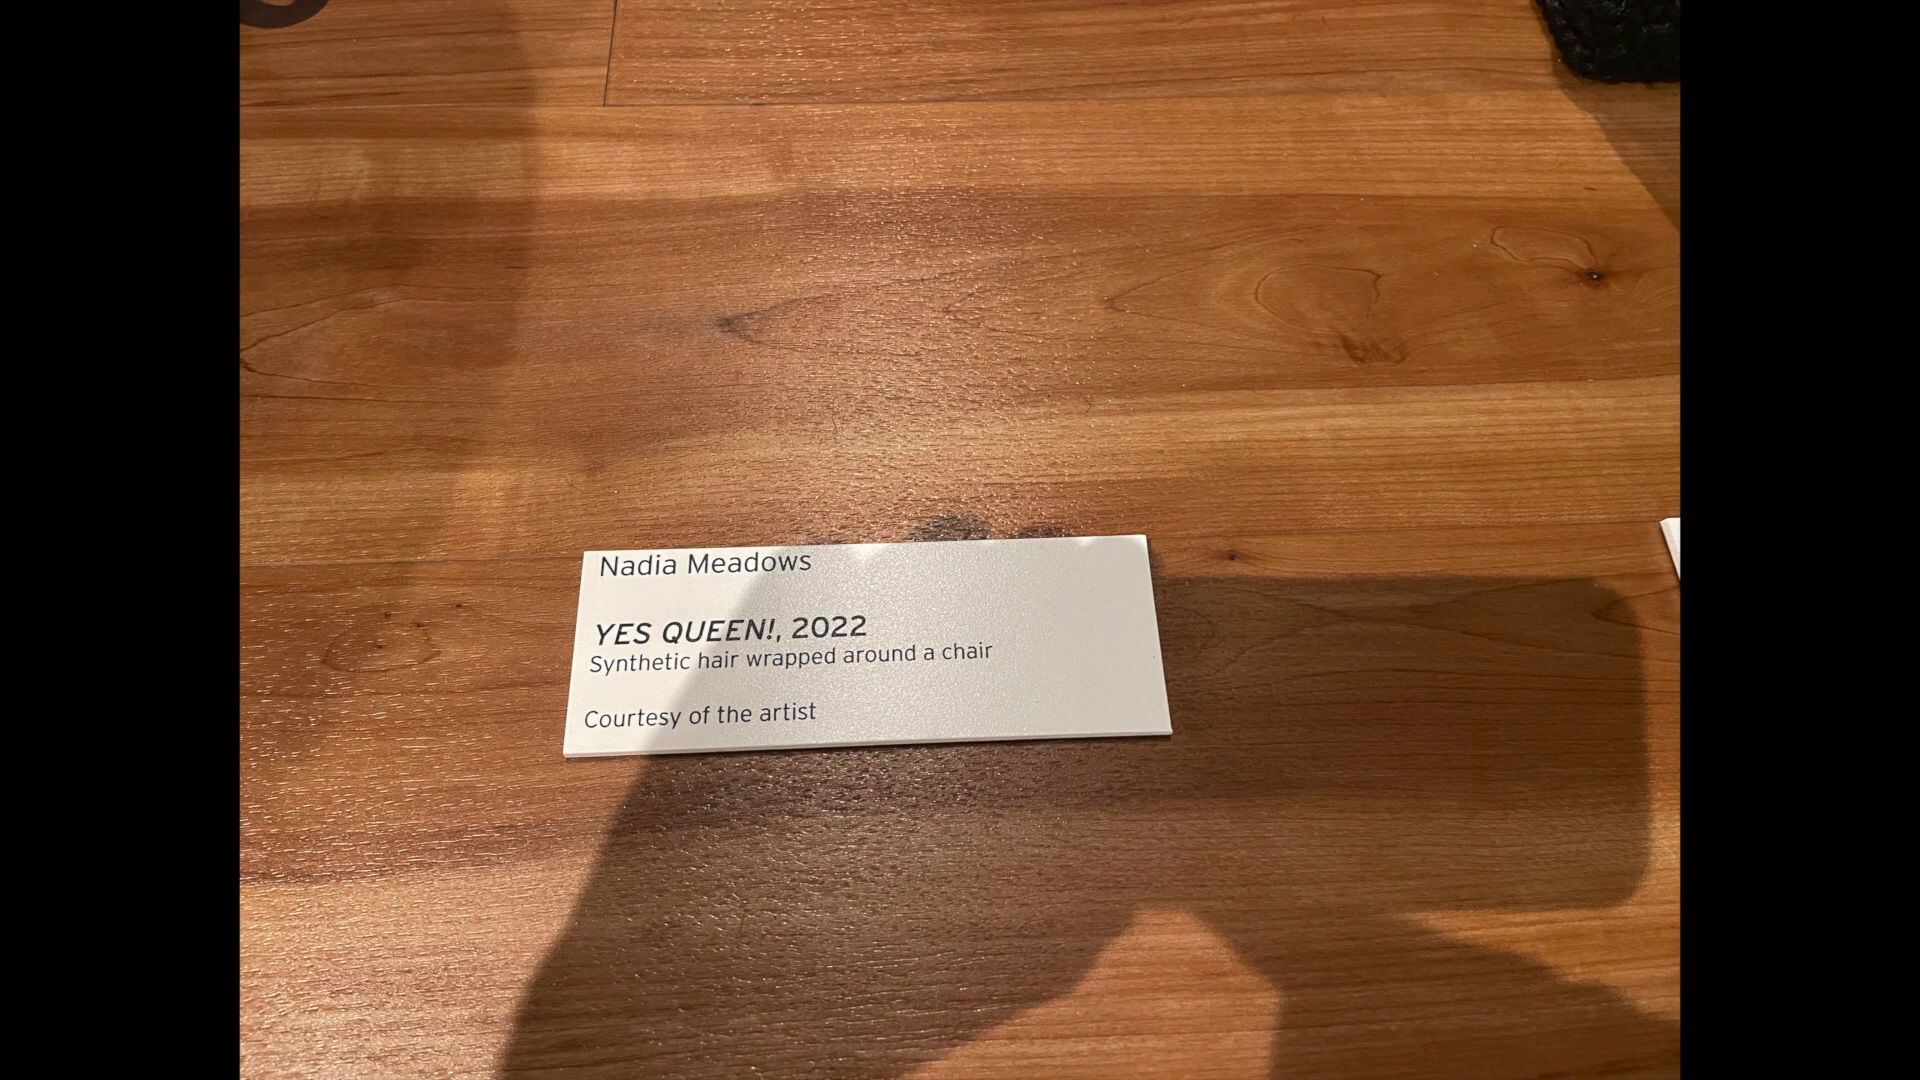 Nadia Meadows
YES QUEEN!, 2022
Synthetic hair wrapped around a chair
Courtesy of the artist